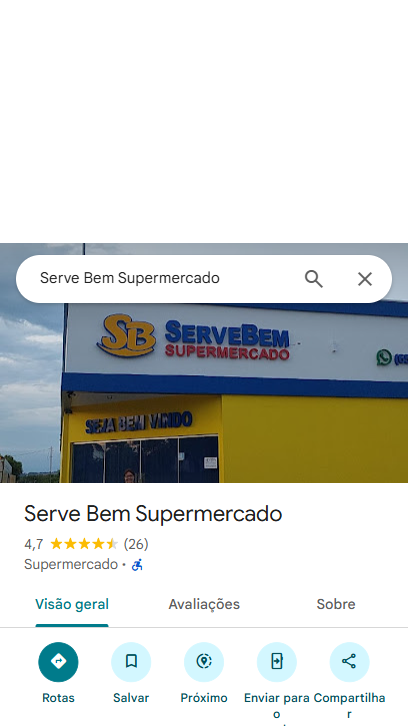 Serve Bem Supermercado
SB SERVEBEM
SUPERMERCADO
SEJA BEM VINDO
Serve Bem Supermercado
4,7 (26)
Supermercado ·
Visão geral Avaliações Sobre
Rotas Salvar Próximo Enviar para Compartilha
o r